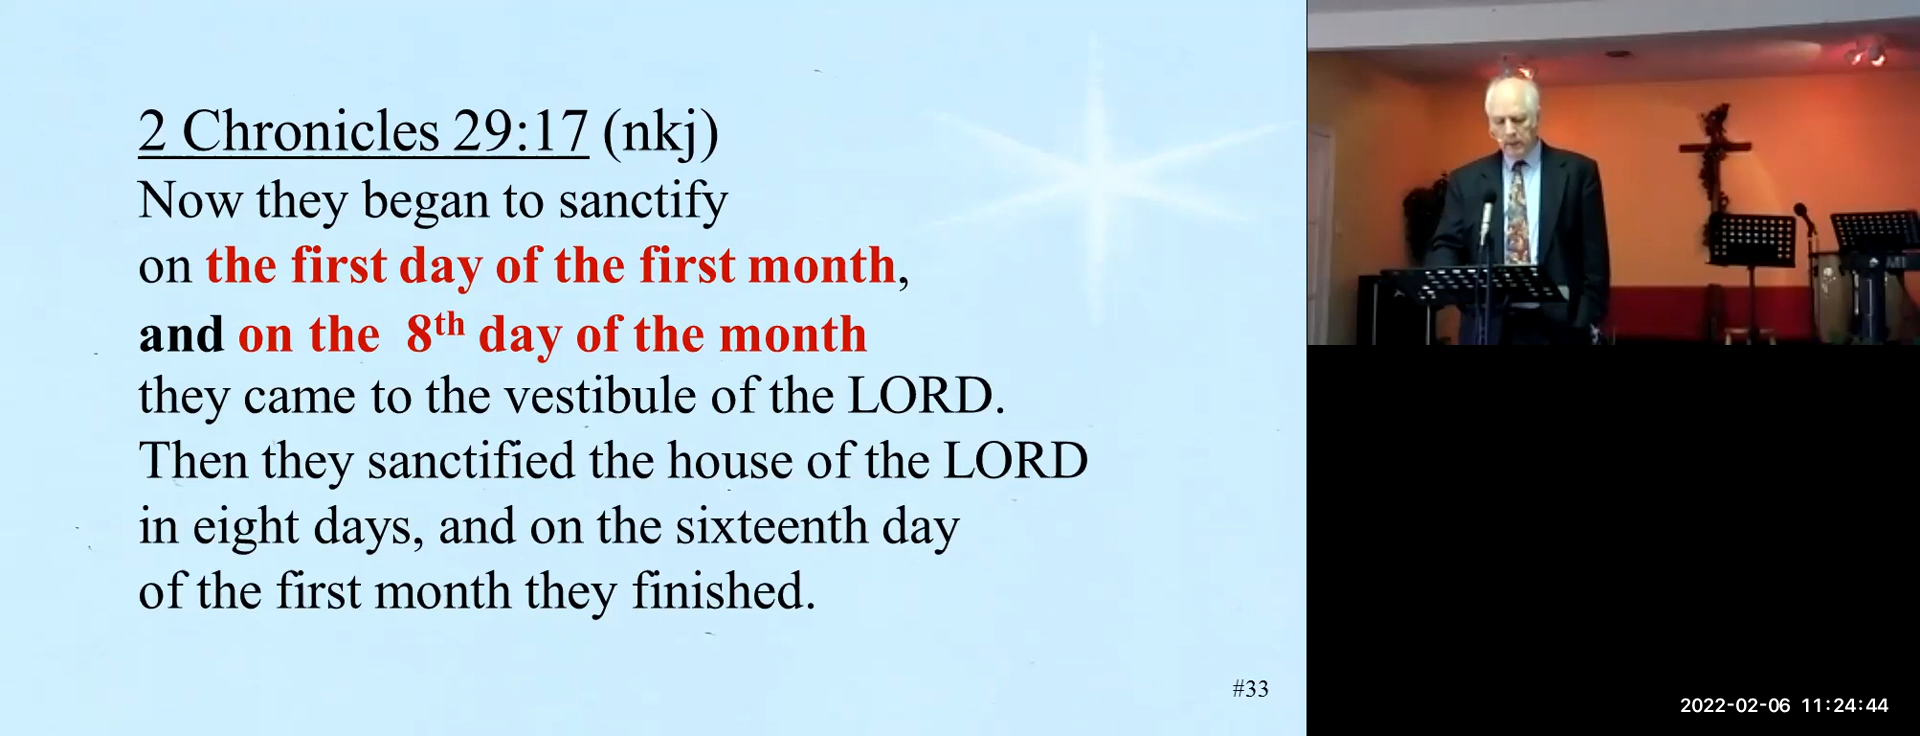 2 Chronicles 29:17 (nkj)
Now they began to sanctify
on the first day of the first month,
and on the 8th day of the month
they came to the vestibule of the LORD.
Then they sanctified the house of the LORD
in eight days, and on the sixteenth day
of the first month they finished.
#33
2022-02-06 11:24:44